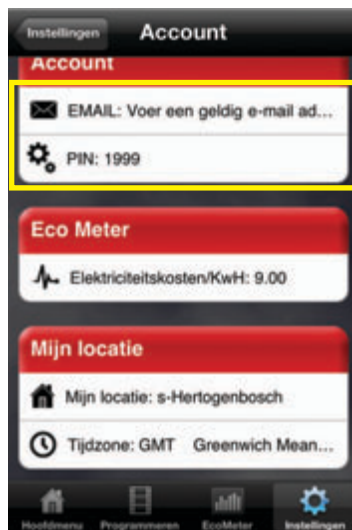 Instellingen Account
Account
EMAIL: Voer een geldig e-mail ad...
PIN: 1999
Eco Meter
Elektriciteitskosten/KwH: 9.00
Mijn locatie
Mijn locatie: s-Hertogenbosch
Tijdzone: GMT Greenwich Mean...
Hoofdmenu Programmeren EcoMeter Instellingen